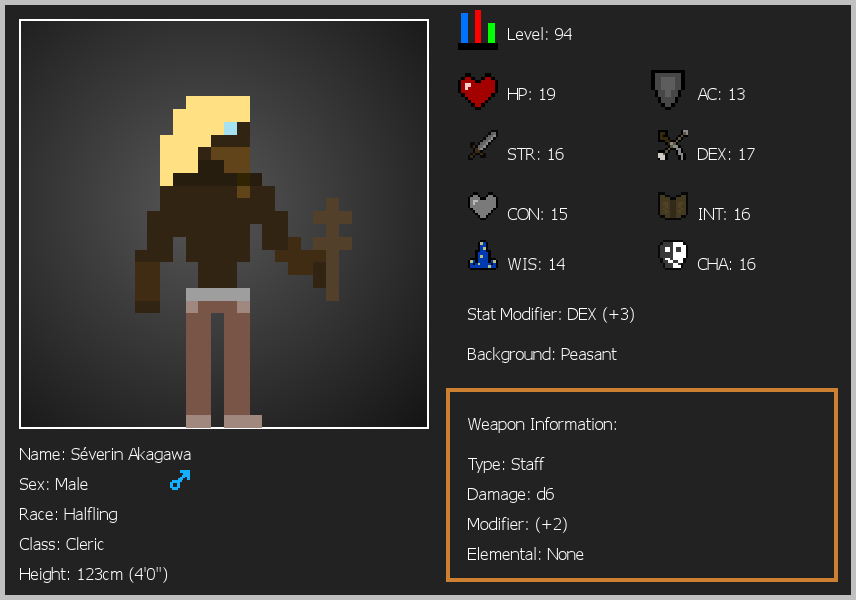 Level: 94
HP: 19
AC: 13
STR: 16
DEX: 17
CON: 15
INT: 16
WIS: 14
CHA: 16
Stat Modifier: DEX (+3)
Background: Peasant
Weapon Information:
Type: Staff
Damage: d6
Modifier: (+2)
Elemental: None
Name: Séverin Akagawa
Sex: Male
Race: Halfling
Class: Cleric
Height: 123cm (4'0")